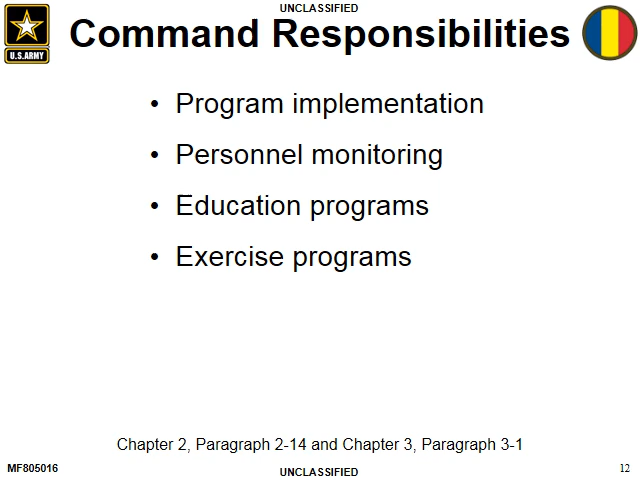 UNCLASSIFIED
Command Responsibilities
U.S.ARMY
• Program implementation
• Personnel monitoring
• Education programs
• Exercise programs
Chapter 2, Paragraph 2-14 and Chapter 3, Paragraph 3-1
MF805016
UNCLASSIFIED
12